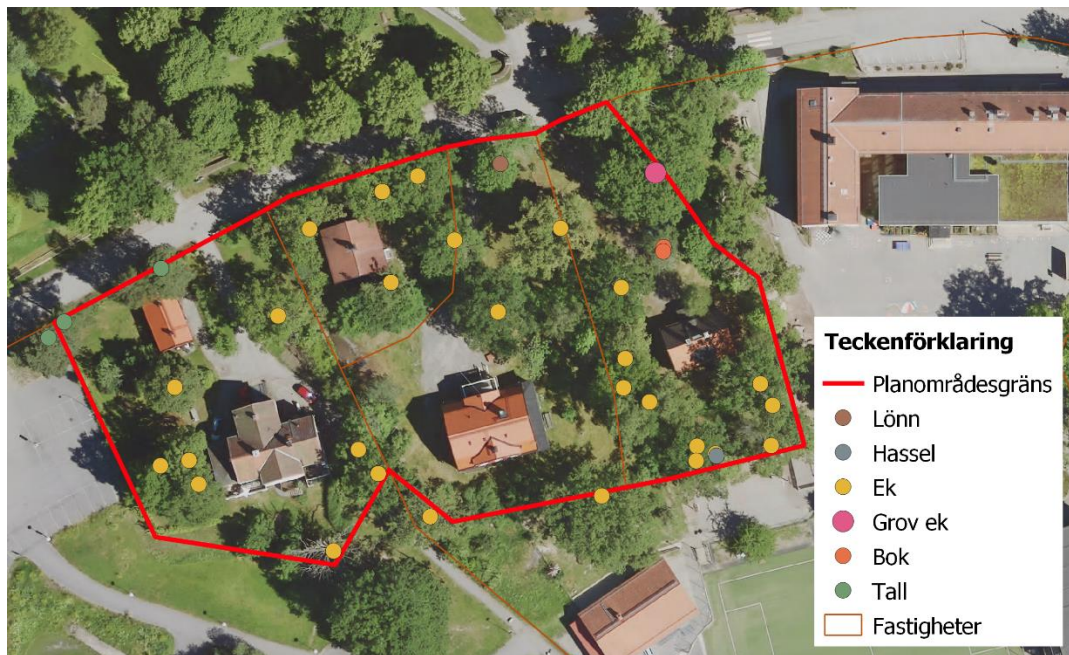 Teckenförklaring
Planområdesgräns
Lönn
Hassel
Ek
Grov ek
Bok
Tall
Fastigheter